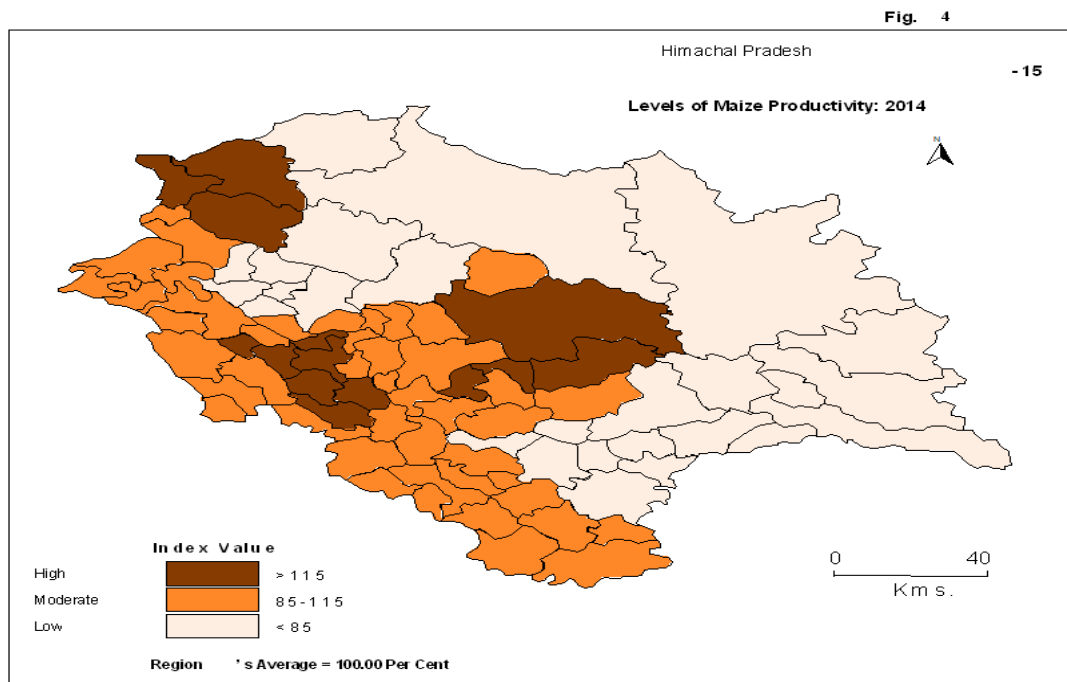 Fig. 4
Himachal Pradesh
-15
Levels of Maize Productivity: 2014
N
Index Value
High >115
Moderate 85-115
Low <85
0 40
Kms.
Region 's Average = 100.00 Per Cent